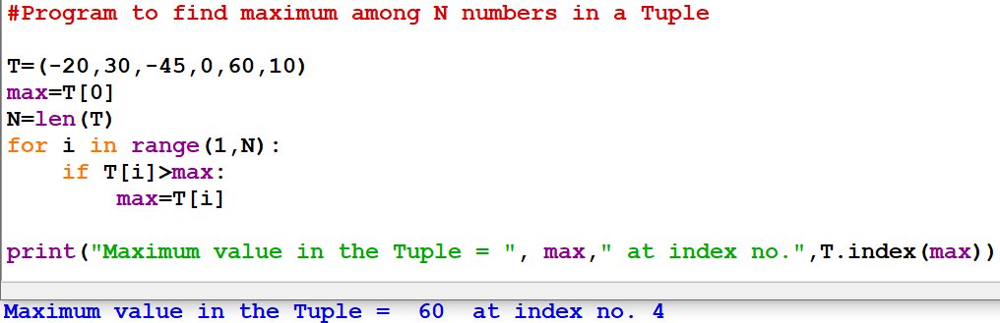 #Program to find maximum among N numbers in a Tuple
T=(-20,30,-45,0,60,10)
max=T[0]
N=len(T)
for i in range(1,N):
    if T[i]>max:
        max=T[i]
print("Maximum value in the Tuple = ", max," at index no.",T.index(max))
Maximum value in the Tuple =  60  at index no. 4